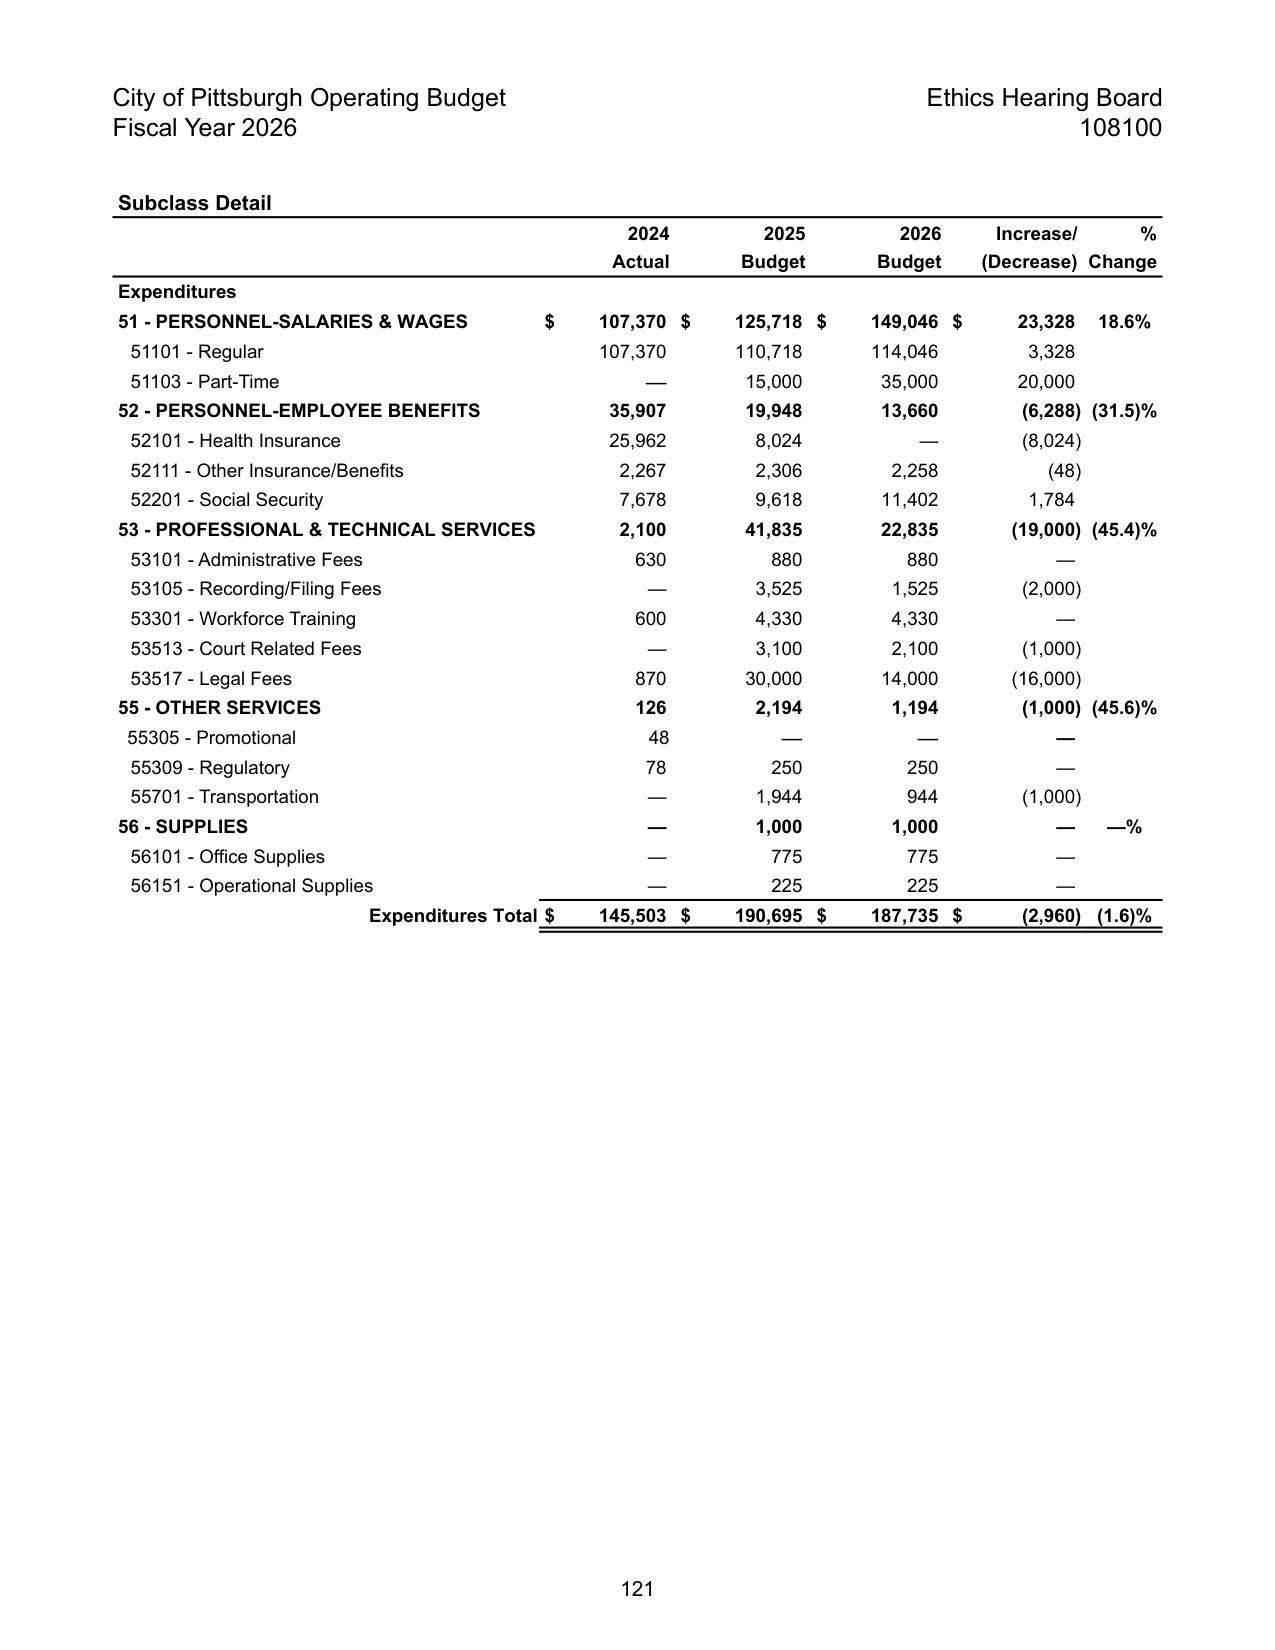 City of Pittsburgh Operating Budget Ethics Hearing Board
Fiscal Year 2026 108100
Subclass Detail
2024 2025 2026 Increase/ %
Actual Budget Budget (Decrease) Change
Expenditures
51 - PERSONNEL-SALARIES & WAGES $ 107,370 $ 125,718 $ 149,046 $ 23,328 18.6%
51101 - Regular 107,370 110,718 114,046 3,328
51103 - Part-Time — 15,000 35,000 20,000
52 - PERSONNEL-EMPLOYEE BENEFITS 35,907 19,948 13,660 (6,288) (31.5)%
52101 - Health Insurance 25,962 8,024 — (8,024)
52111 - Other Insurance/Benefits 2,267 2,306 2,258 (48)
52201 - Social Security 7,678 9,618 11,402 1,784
53 - PROFESSIONAL & TECHNICAL SERVICES 2,100 41,835 22,835 (19,000) (45.4)%
53101 - Administrative Fees 630 880 880 —
53105 - Recording/Filing Fees — 3,525 1,525 (2,000)
53301 - Workforce Training 600 4,330 4,330 —
53513 - Court Related Fees — 3,100 2,100 (1,000)
53517 - Legal Fees 870 30,000 14,000 (16,000)
55 - OTHER SERVICES 126 2,194 1,194 (1,000) (45.6)%
55305 - Promotional 48 — — —
55309 - Regulatory 78 250 250 —
55701 - Transportation — 1,944 944 (1,000)
56 - SUPPLIES — 1,000 1,000 — —%
56101 - Office Supplies — 775 775 —
56151 - Operational Supplies — 225 225 —
Expenditures Total $ 145,503 $ 190,695 $ 187,735 $ (2,960) (1.6)%
121